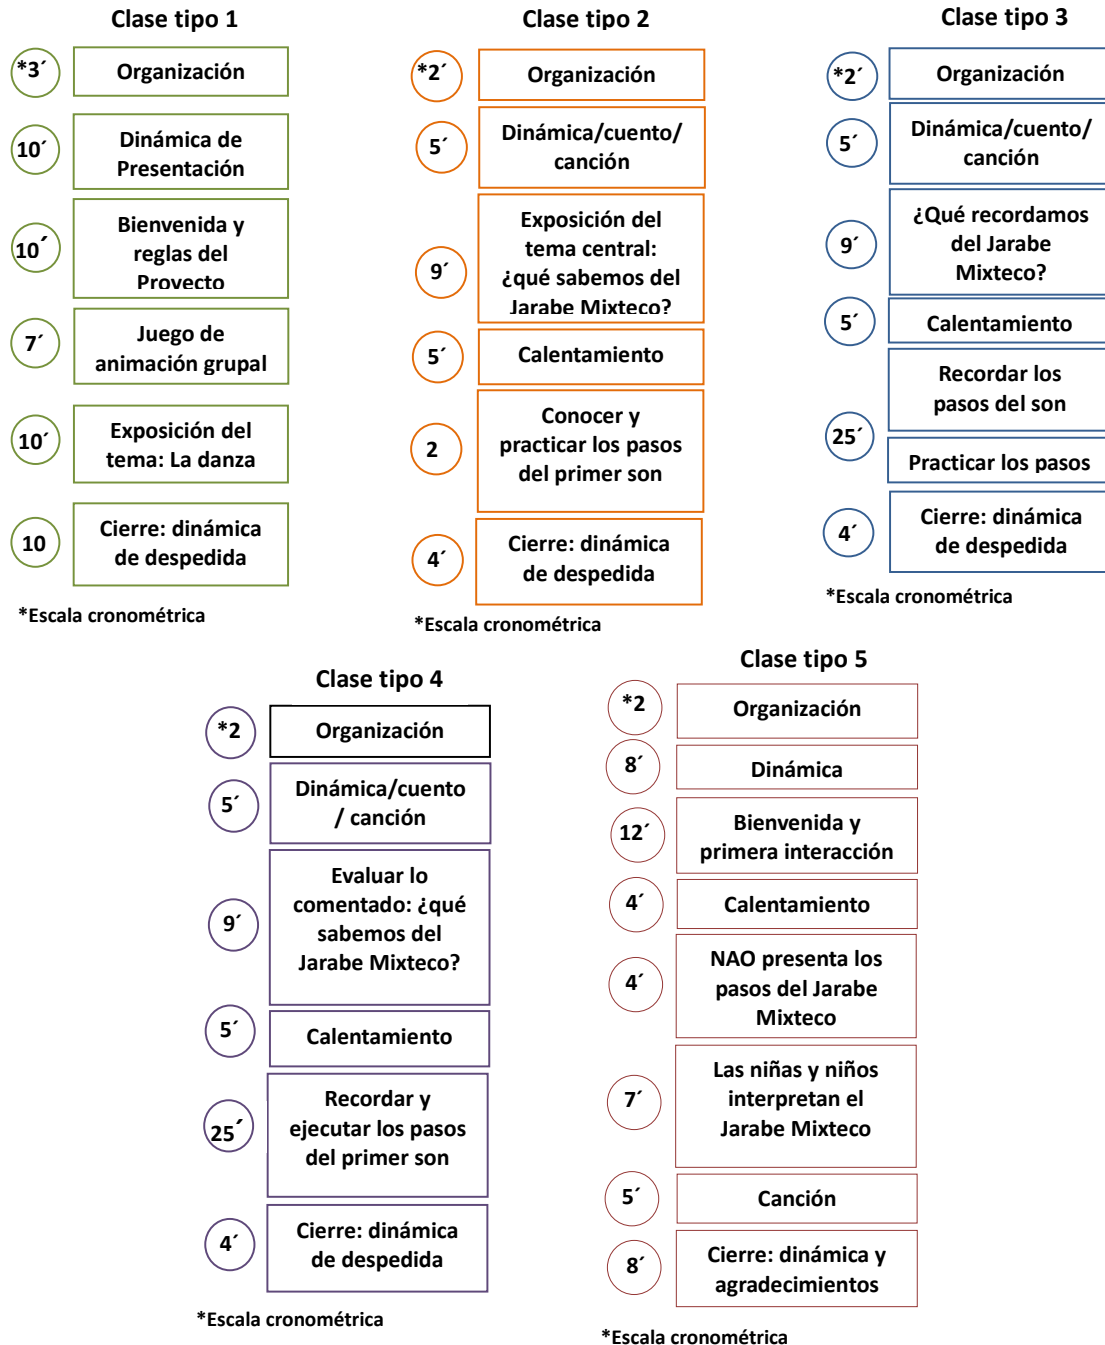 Clase tipo 1
*3´
Organización
10´
Dinámica de
Presentación
10´
Bienvenida y
reglas del
Proyecto
7´
Juego de
animación grupal
10´
Exposición del
tema: La danza
10
Cierre: dinámica
de despedida
*Escala cronométrica
Clase tipo 2
*2´
Organización
5´
Dinámica/cuento/
canción
9´
Exposición del
tema central:
¿qué sabemos del
Jarabe Mixteco?
5´
Calentamiento
2
Conocer y
practicar los pasos
del primer son
4´
Cierre: dinámica
de despedida
*Escala cronométrica
Clase tipo 3
*2´
Organización
5´
Dinámica/cuento/
canción
9´
¿Qué recordamos
del Jarabe
Mixteco?
5´
Calentamiento
25´
Recordar los
pasos del son
Practicar los pasos
4´
Cierre: dinámica
de despedida
*Escala cronométrica
Clase tipo 4
*2
Organización
5´
Dinámica/cuento
/ canción
9´
Evaluar lo
comentado: ¿qué
sabemos del
Jarabe Mixteco?
5´
Calentamiento
25´
Recordar y
ejecutar los pasos
del primer son
4´
Cierre: dinámica
de despedida
*Escala cronométrica
Clase tipo 5
*2
Organización
8´
Dinámica
12´
Bienvenida y
primera interacción
4´
Calentamiento
4´
NAO presenta los
pasos del Jarabe
Mixteco
7´
Las niñas y niños
interpretan el
Jarabe Mixteco
5´
Canción
8´
Cierre: dinámica y
agradecimientos
*Escala cronométrica